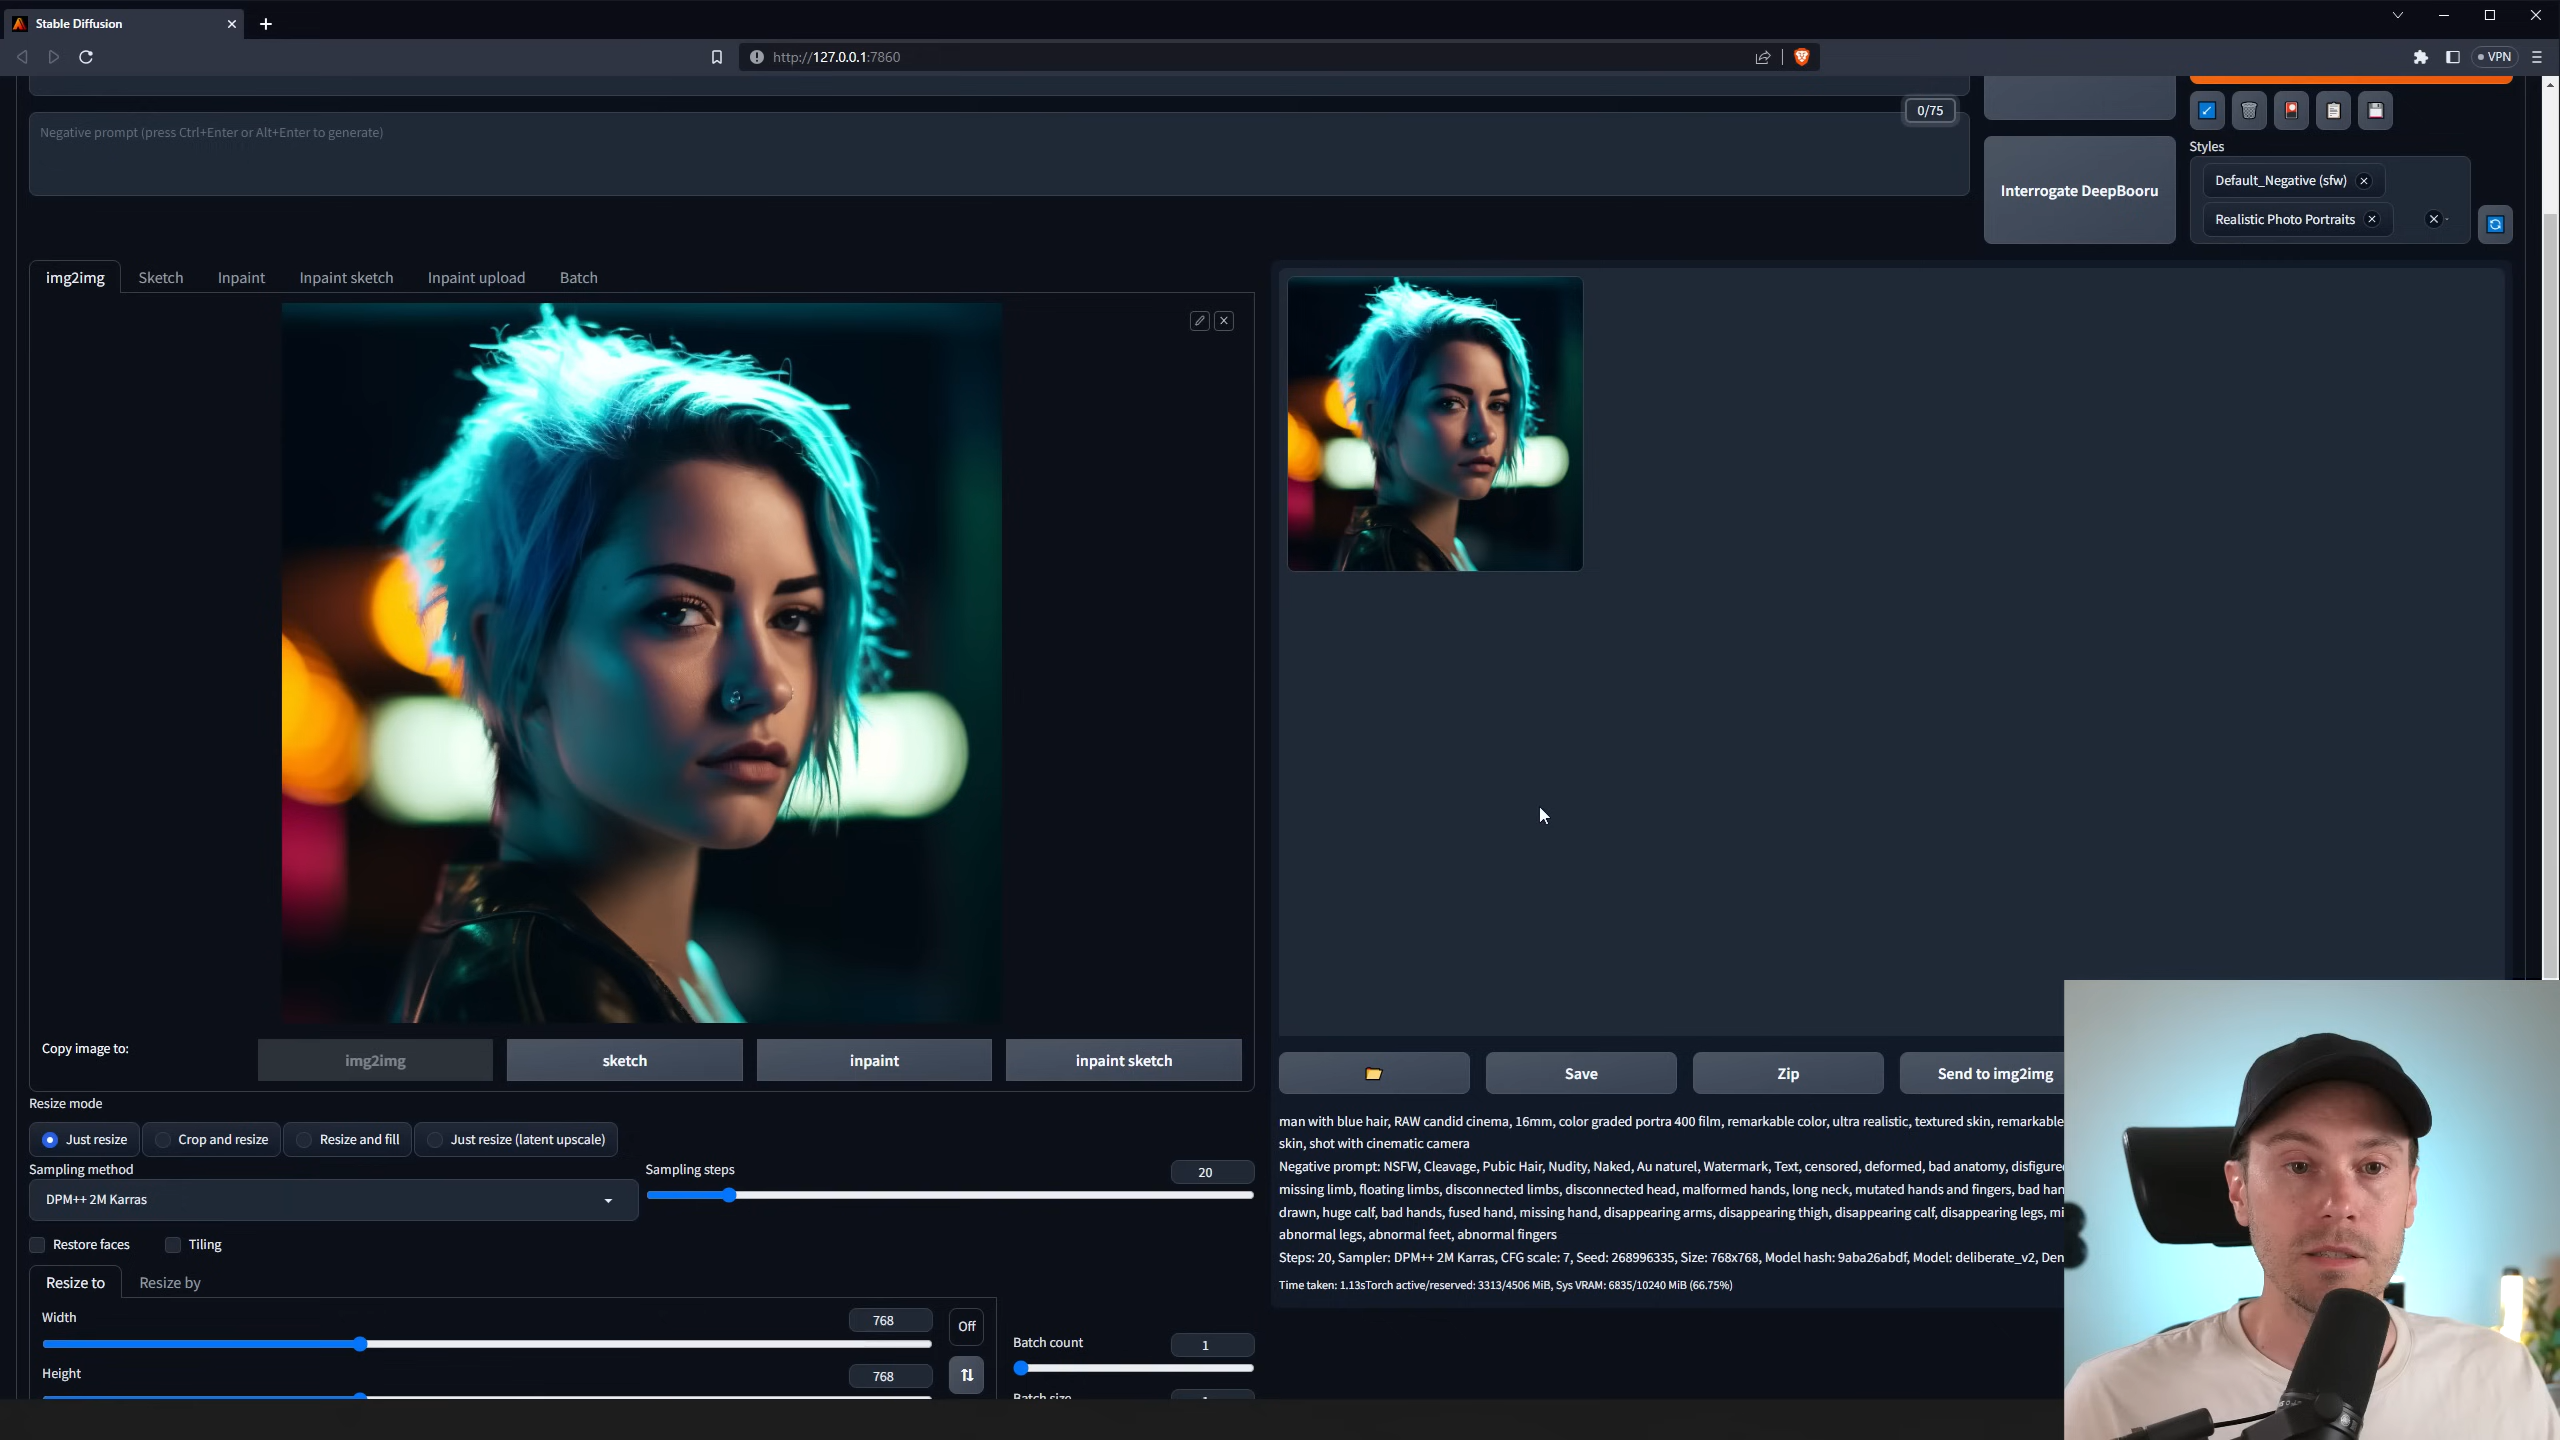 Stable Diffusion
http://127.0.0.1:7860
VPN
0/75
Negative prompt (press Ctrl+Enter or Alt+Enter to generate)
Interrogate DeepBooru
Styles
Default_Negative (sfw)
Realistic Photo Portraits
img2img
Sketch
Inpaint
Inpaint sketch
Inpaint upload
Batch
Copy image to:
img2img
sketch
inpaint
inpaint sketch
Save
Zip
Send to img2img
Resize mode
Just resize
Crop and resize
Resize and fill
Just resize (latent upscale)
Sampling method
DPM++ 2M Karras
Sampling steps
20
Restore faces
Tiling
Resize to
Resize by
Width
768
Off
Height
768
Batch count
1
Batch size
man with blue hair, RAW candid cinema, 16mm, color graded portra 400 film, remarkable color, ultra realistic, textured skin, remarkable
skin, shot with cinematic camera
Negative prompt: NSFW, Cleavage, Pubic Hair, Nudity, Naked, Au naturel, Watermark, Text, censored, deformed, bad anatomy, disfigured
missing limb, floating limbs, disconnected limbs, disconnected head, malformed hands, long neck, mutated hands and fingers, bad han
drawn, huge calf, bad hands, fused hand, missing hand, disappearing arms, disappearing thigh, disappearing calf, disappearing legs, mi
abnormal legs, abnormal feet, abnormal fingers
Steps: 20, Sampler: DPM++ 2M Karras, CFG scale: 7, Seed: 268996335, Size: 768x768, Model hash: 9aba26abdf, Model: deliberate_v2, Den
Time taken: 1.13sTorch active/reserved: 3313/4506 MiB, Sys VRAM: 6835/10240 MiB (66.75%)